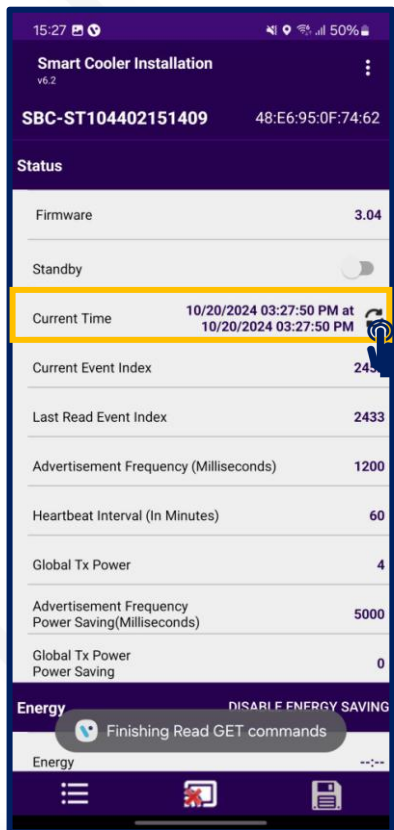 15:27 50%
Smart Cooler Installation
v6.2
SBC-ST104402151409 48:E6:95:0F:74:62
Status
Firmware 3.04
Standby
Current Time 10/20/2024 03:27:50 PM at
10/20/2024 03:27:50 PM
Current Event Index
Last Read Event Index 2433
Advertisement Frequency (Milliseconds) 1200
Heartbeat Interval (In Minutes) 60
Global Tx Power 4
Advertisement Frequency
Power Saving(Milliseconds) 5000
Global Tx Power
Power Saving 0
Energy DISABLE ENERGY SAVING
Finishing Read GET commands
Energy --:--